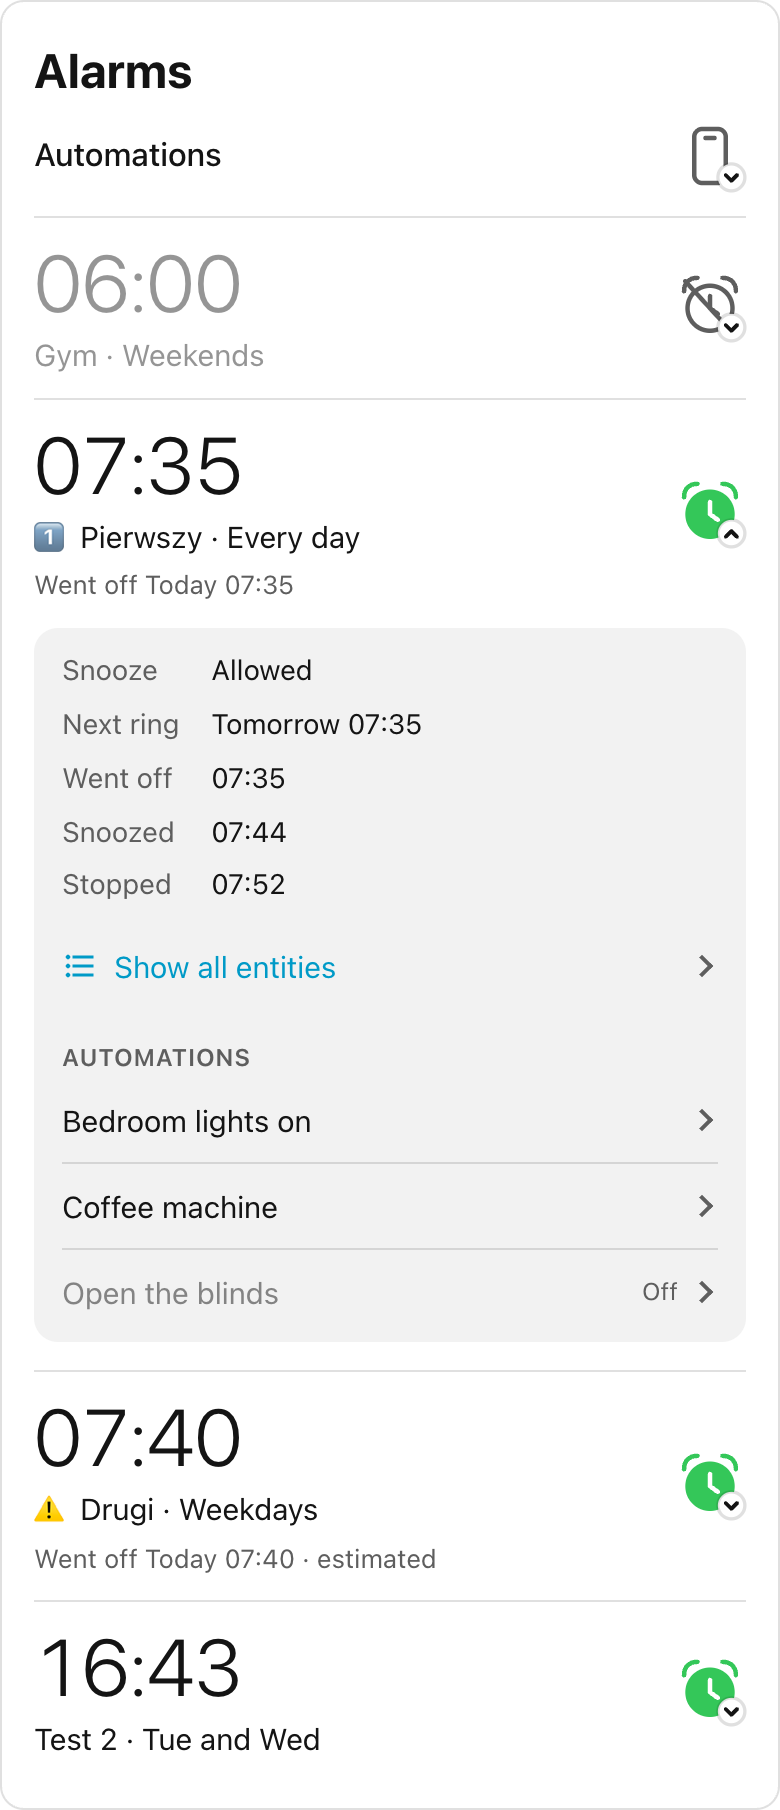 Alarms
Automations
06:00
Gym · Weekends
07:35
1️⃣ Pierwszy · Every day
Went off Today 07:35
Snooze Allowed
Next ring Tomorrow 07:35
Went off 07:35
Snoozed 07:44
Stopped 07:52
Show all entities
AUTOMATIONS
Bedroom lights on
Coffee machine
Open the blinds Off
07:40
⚠️ Drugi · Weekdays
Went off Today 07:40 · estimated
16:43
Test 2 · Tue and Wed